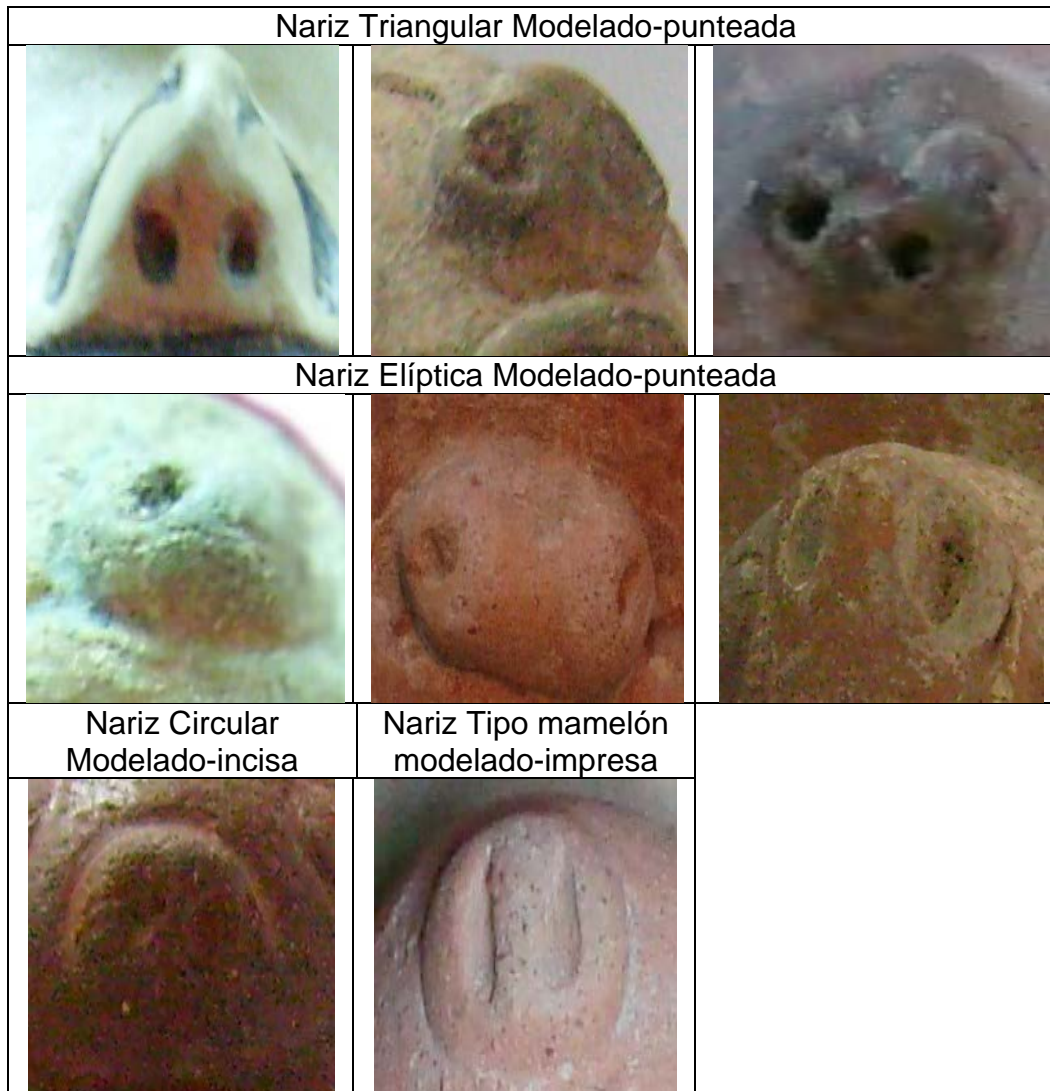 Nariz Triangular Modelado-punteada
Nariz Elíptica Modelado-punteada
Nariz Circular
Modelado-incisa
Nariz Tipo mamelón
modelado-impresa